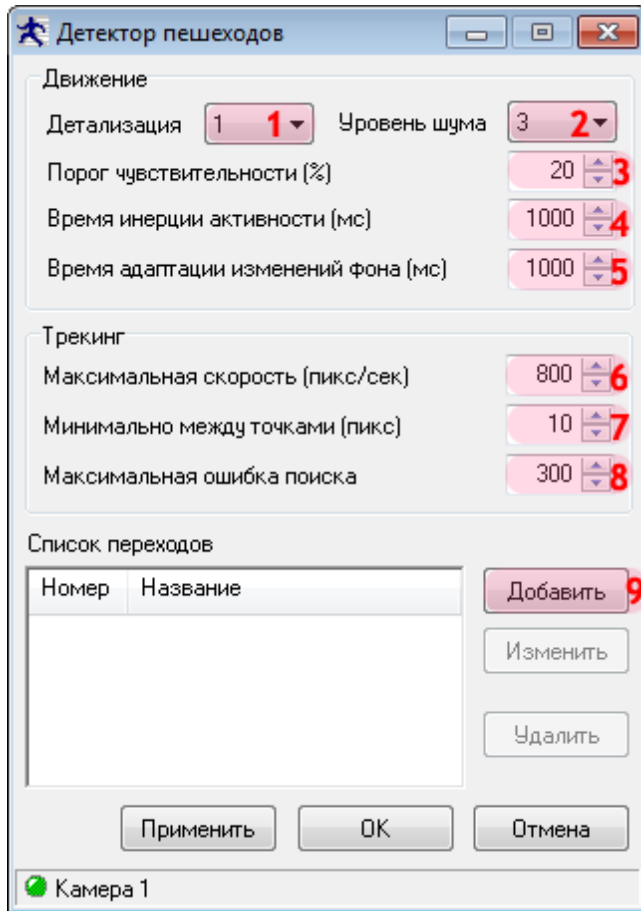 Детектор пешеходов
Движение
Детализация 1 1 Уровень шума 3 2
Порог чувствительности (%) 20 3
Время инерции активности (мс) 1000 4
Время адаптации изменений фона (мс) 1000 5
Трекинг
Максимальная скорость (пикс/сек) 800 6
Минимально между точками (пикс) 10 7
Максимальная ошибка поиска 300 8
Список переходов
Номер Название
Добавить 9
Изменить
Удалить
Применить OK Отмена
Камера 1